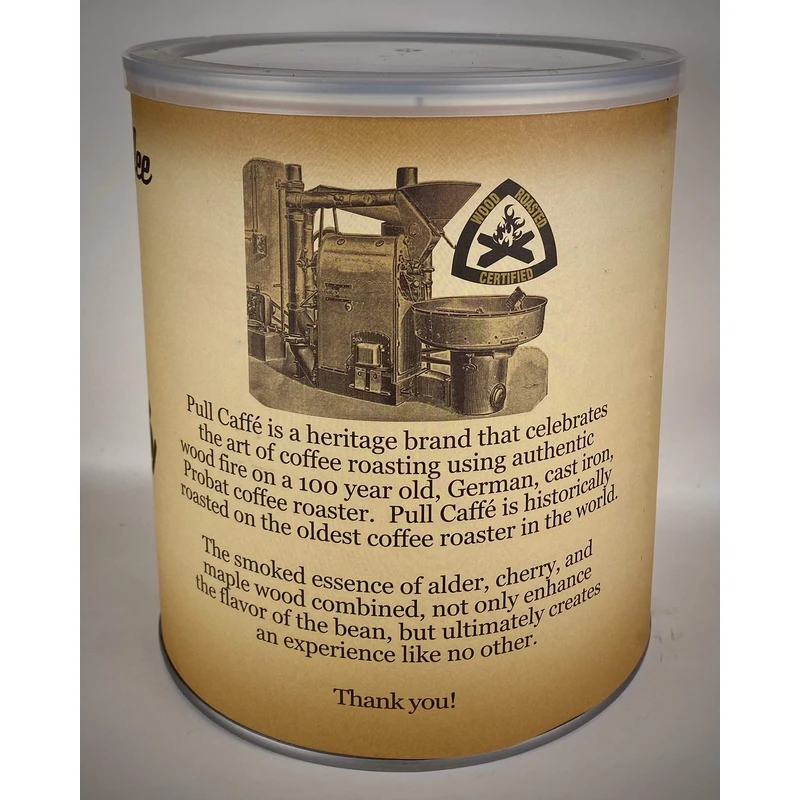 WOOD ROASTED
CERTIFIED
Pull Caffé is a heritage brand that celebrates
the art of coffee roasting using authentic
wood fire on a 100 year old, German, cast iron,
Probat coffee roaster.  Pull Caffé is historically
roasted on the oldest coffee roaster in the world.
The smoked essence of alder, cherry, and
maple wood combined, not only enhance
the flavor of the bean, but ultimately creates
an experience like no other.
Thank you!